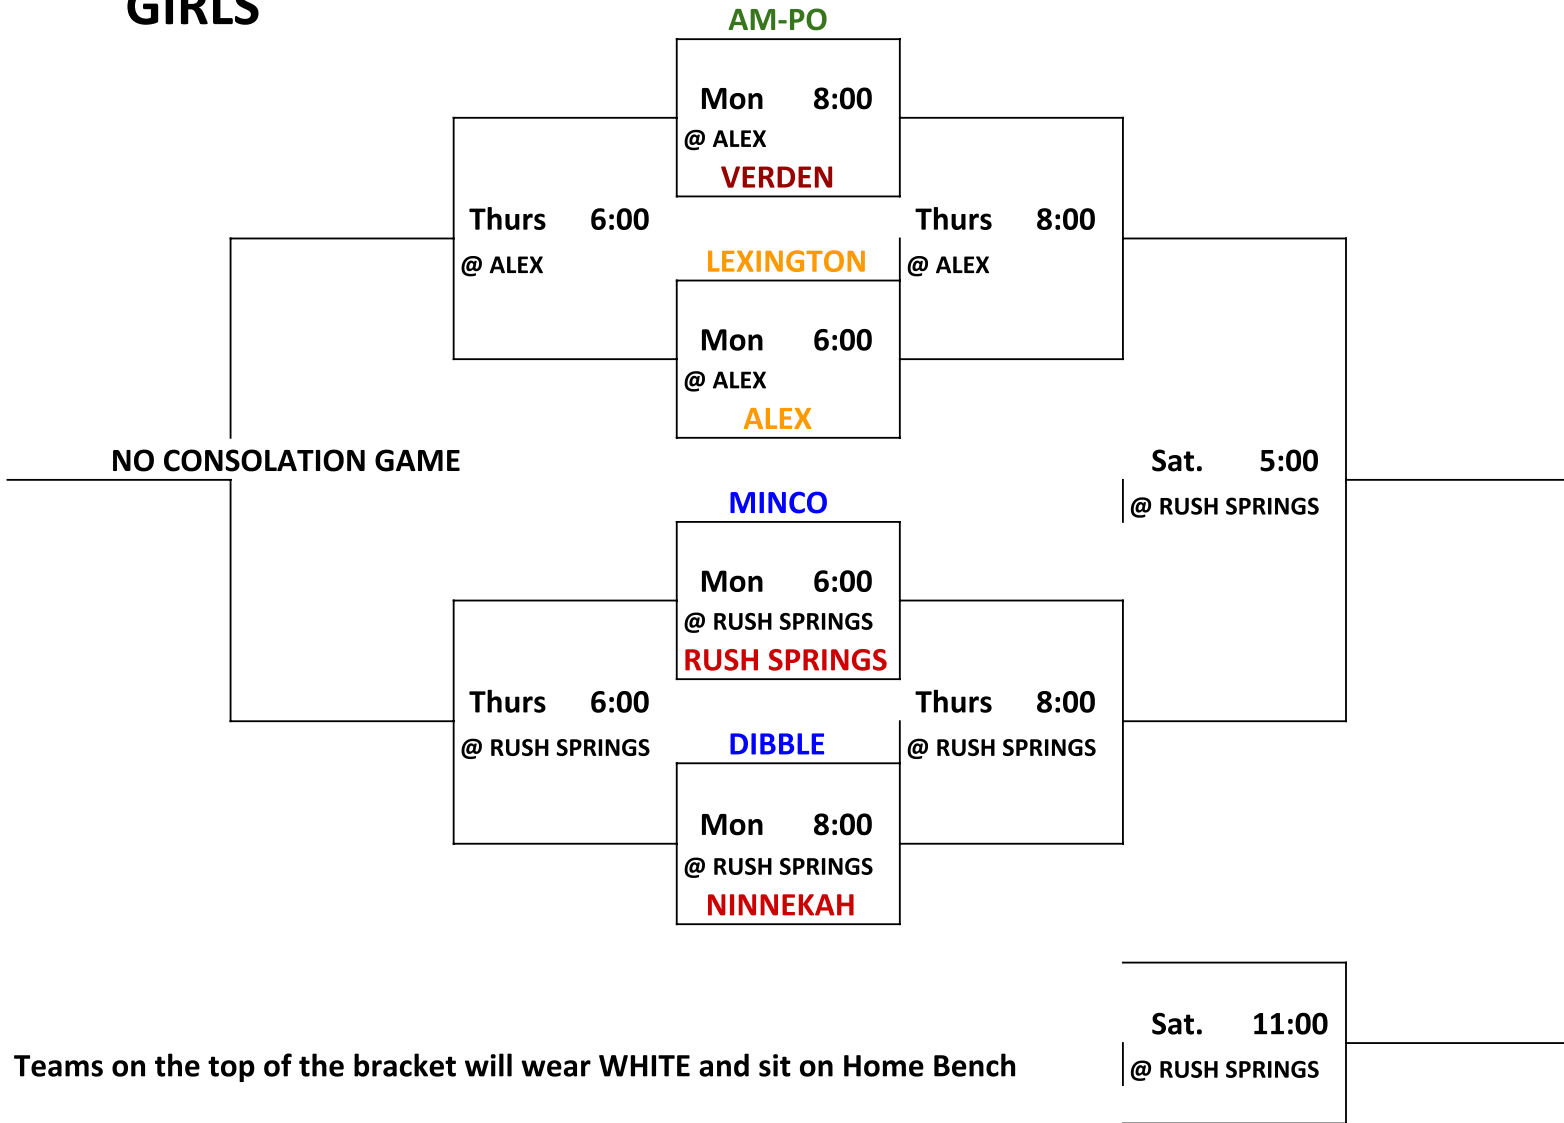 GIRLS
AM-PO
Mon 8:00
@ ALEX
VERDEN
Thurs 6:00
@ ALEX
Thurs 8:00
@ ALEX
LEXINGTON
Mon 6:00
@ ALEX
ALEX
NO CONSOLATION GAME
Sat. 5:00
@ RUSH SPRINGS
MINCO
Mon 6:00
@ RUSH SPRINGS
RUSH SPRINGS
Thurs 6:00
@ RUSH SPRINGS
Thurs 8:00
@ RUSH SPRINGS
DIBBLE
Mon 8:00
@ RUSH SPRINGS
NINNEKAH
Sat. 11:00
@ RUSH SPRINGS
Teams on the top of the bracket will wear WHITE and sit on Home Bench